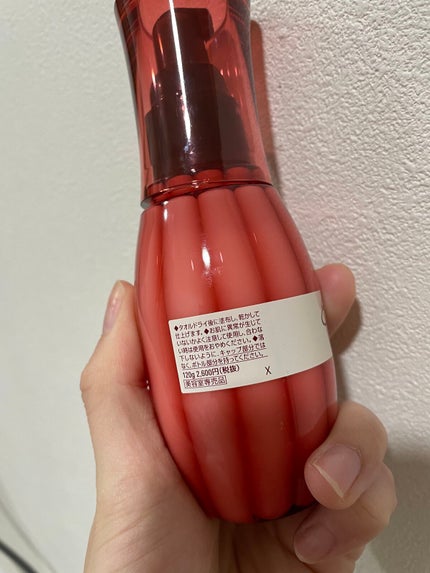 ◆タオルドライ後に塗布し、乾かして
仕上げます。◆お肌に異常が生じて
いないかよく注意して使用し、合わな
い時は使用をおやめください。◆落
下しないように、キャップ部分では
なく、ボトル部分を持ってください。
120g 2,600円(税抜)
美容室専売品
X